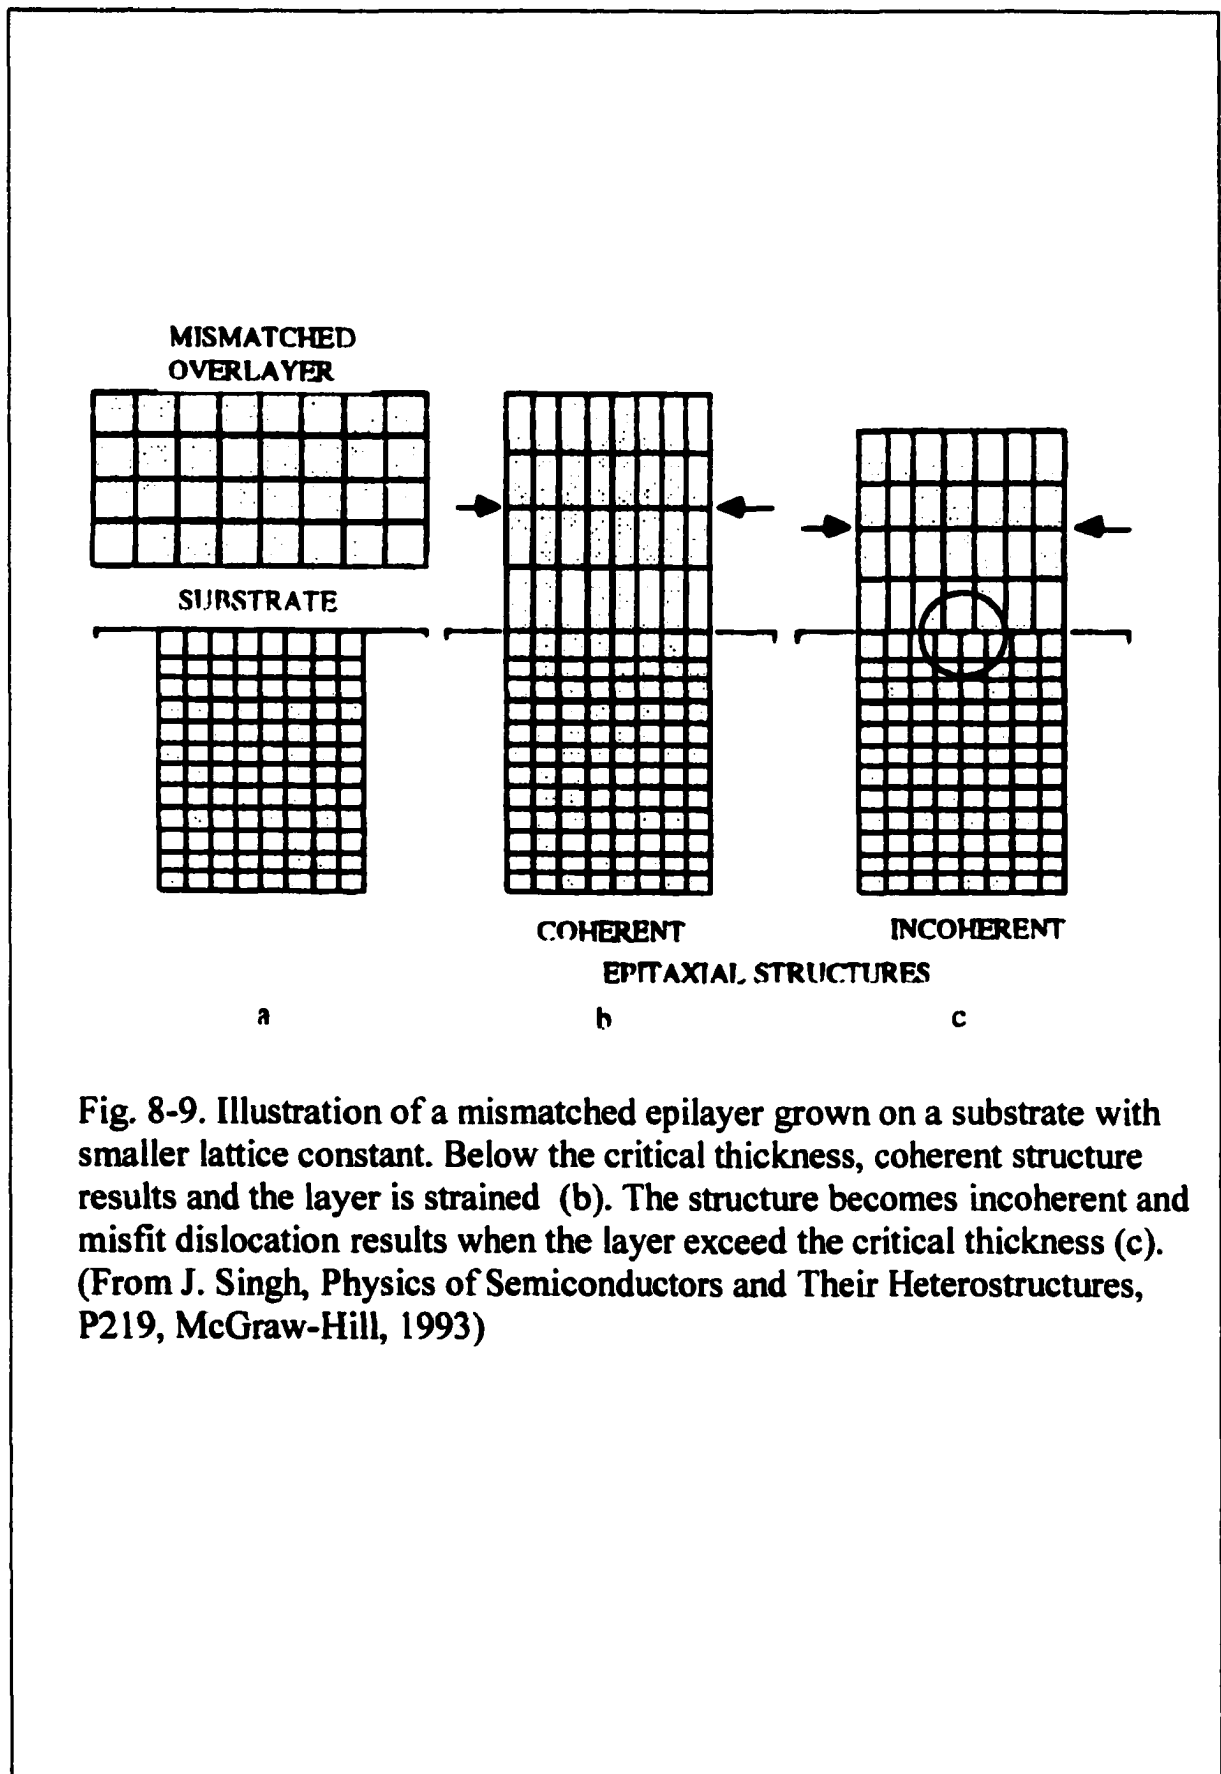 MISMATCHED
OVERLAYER
SUBSTRATE
COHERENT
INCOHERENT
EPITAXIAL STRUCTURES
a
b
c
Fig. 8-9. Illustration of a mismatched epilayer grown on a substrate with
smaller lattice constant. Below the critical thickness, coherent structure
results and the layer is strained (b). The structure becomes incoherent and
misfit dislocation results when the layer exceed the critical thickness (c).
(From J. Singh, Physics of Semiconductors and Their Heterostructures,
P219, McGraw-Hill, 1993)